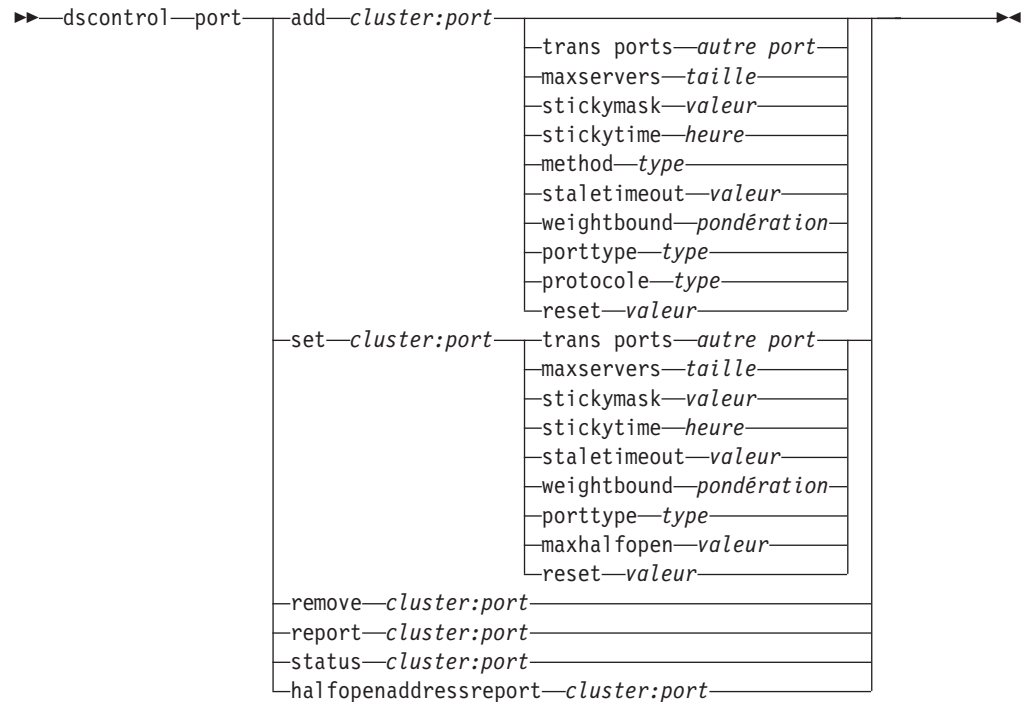 dscontrol port add cluster:port
trans ports autre port
maxservers taille
stickymask valeur
stickytime heure
method type
staletimeout valeur
weightbound pondération
porttype type
protocole type
reset valeur
set cluster:port trans ports autre port
maxservers taille
stickymask valeur
stickytime heure
staletimeout valeur
weightbound pondération
porttype type
maxhalfopen valeur
reset valeur
remove cluster:port
report cluster:port
status cluster:port
halfopenaddressreport cluster:port